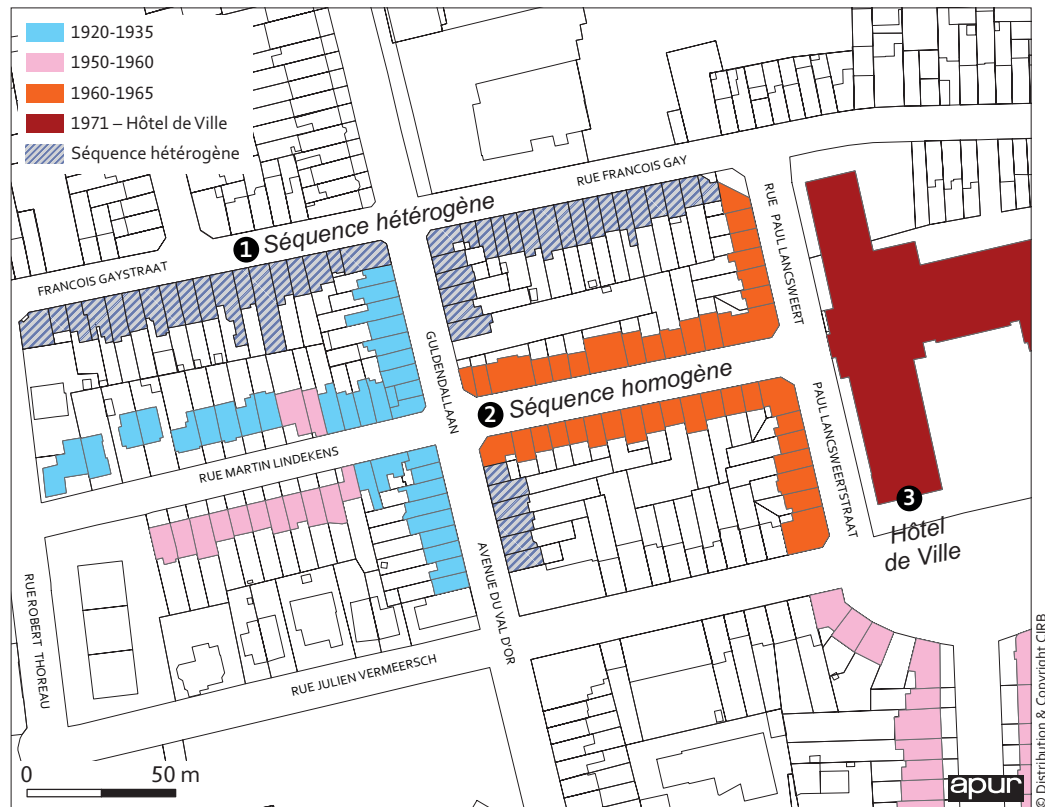 1920-1935
1950-1960
1960-1965
1971 – Hôtel de Ville
Séquence hétérogène
RUE FRANCOIS GAY
RUE PAUL LANCSWEERT
1 Séquence hétérogène
FRANCOIS GAYSTRAAT
GULDENDALLAAN
2 Séquence homogène
PAUL LANCSWEERTSTRAAT
RUE MARTIN LINDEKENS
3
Hôtel
de Ville
AVENUE DU VAL D'OR
RUE ROBERT THOREAU
RUE JULIEN VERMEERSCH
0 50 m
apur
© Distribution & Copyright CIRB